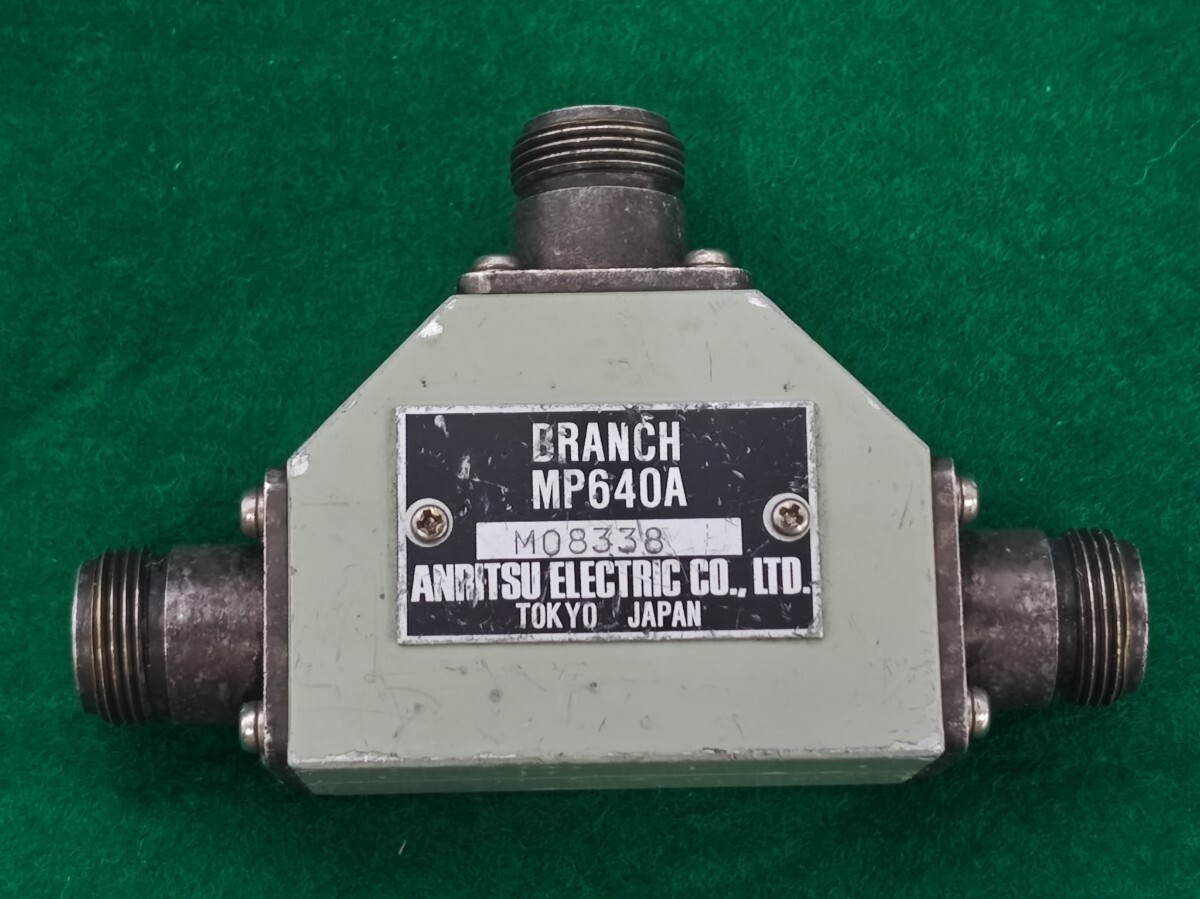 BRANCH
MP640A
M08338
ANRITSU ELECTRIC CO., LTD.
TOKYO JAPAN